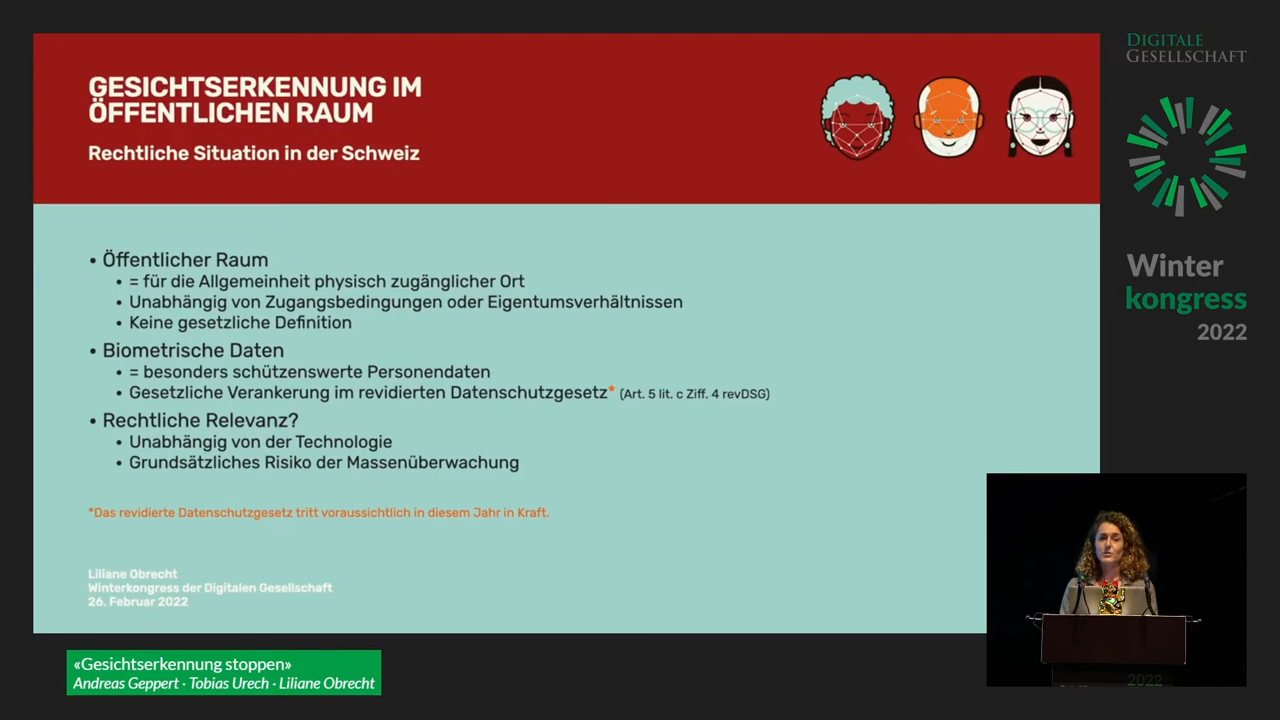 GESICHTSERKENNUNG IM
ÖFFENTLICHEN RAUM
Rechtliche Situation in der Schweiz
• Öffentlicher Raum
• = für die Allgemeinheit physisch zugänglicher Ort
• Unabhängig von Zugangsbedingungen oder Eigentumsverhältnissen
• Keine gesetzliche Definition
• Biometrische Daten
• = besonders schützenswerte Personendaten
• Gesetzliche Verankerung im revidierten Datenschutzgesetz* (Art. 5 lit. c Ziff. 4 revDSG)
• Rechtliche Relevanz?
• Unabhängig von der Technologie
• Grundsätzliches Risiko der Massenüberwachung
*Das revidierte Datenschutzgesetz tritt voraussichtlich in diesem Jahr in Kraft.
Liliane Obrecht
Winterkongress der Digitalen Gesellschaft
26. Februar 2022
DIGITALE
GESELLSCHAFT
Winter
kongress
2022
2022
«Gesichtserkennung stoppen»
Andreas Geppert · Tobias Urech · Liliane Obrecht